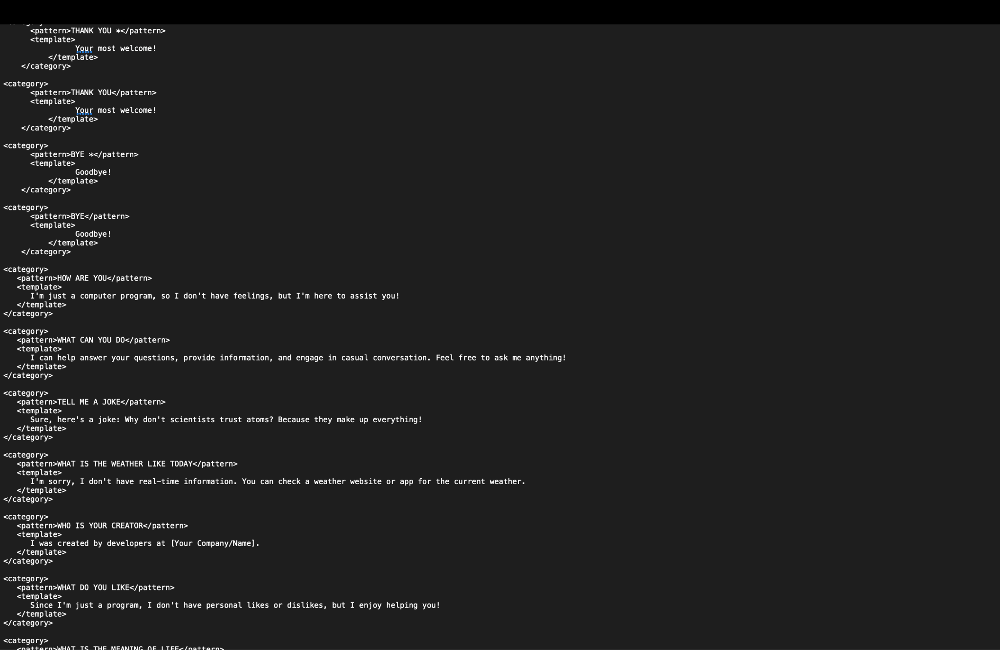 <pattern>THANK YOU *</pattern>
<template>
Your most welcome!
</template>
</category>
<category>
<pattern>THANK YOU</pattern>
<template>
Your most welcome!
</template>
</category>
<category>
<pattern>BYE *</pattern>
<template>
Goodbye!
</template>
</category>
<category>
<pattern>BYE</pattern>
<template>
Goodbye!
</template>
</category>
<category>
<pattern>HOW ARE YOU</pattern>
<template>
I'm just a computer program, so I don't have feelings, but I'm here to assist you!
</template>
</category>
<category>
<pattern>WHAT CAN YOU DO</pattern>
<template>
I can help answer your questions, provide information, and engage in casual conversation. Feel free to ask me anything!
</template>
</category>
<category>
<pattern>TELL ME A JOKE</pattern>
<template>
Sure, here's a joke: Why don't scientists trust atoms? Because they make up everything!
</template>
</category>
<category>
<pattern>WHAT IS THE WEATHER LIKE TODAY</pattern>
<template>
I'm sorry, I don't have real-time information. You can check a weather website or app for the current weather.
</template>
</category>
<category>
<pattern>WHO IS YOUR CREATOR</pattern>
<template>
I was created by developers at [Your Company/Name].
</template>
</category>
<category>
<pattern>WHAT DO YOU LIKE</pattern>
<template>
Since I'm just a program, I don't have personal likes or dislikes, but I enjoy helping you!
</template>
</category>
<category>
<pattern>WHAT IS THE MEANING OF LIFE</pattern>